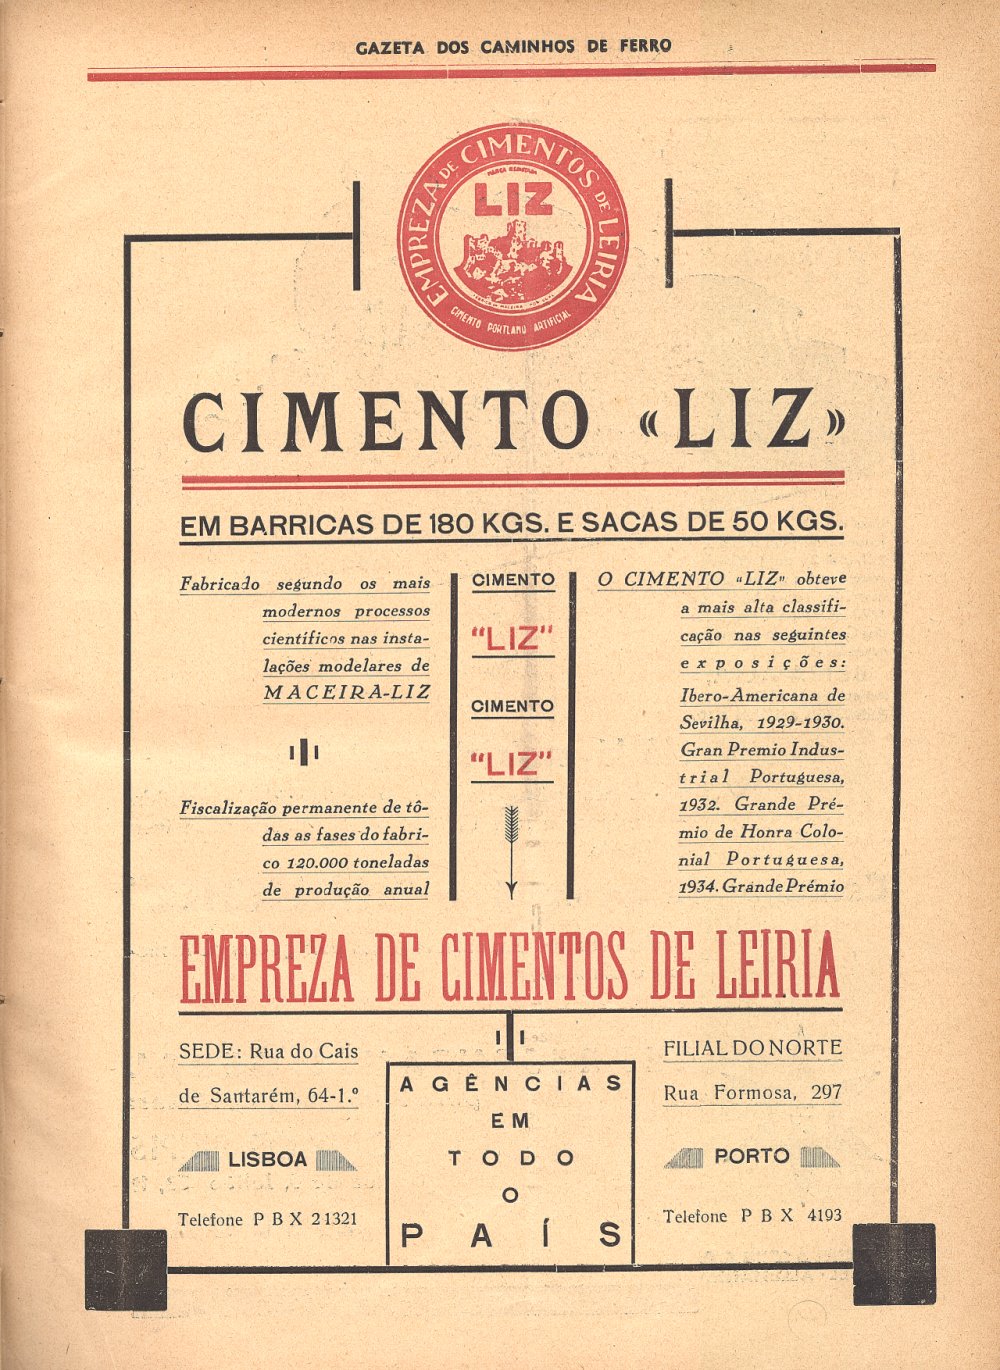 GAZETA DOS CAMINHOS DE FERRO
EMPREZA DE CIMENTOS DE LEIRIA
MARCA REGISTADA
LIZ
CIMENTO PORTLAND ARTIFICIAL
CIMENTO «LIZ»
EM BARRICAS DE 180 KGS. E SACAS DE 50 KGS.
Fabricado segundo os mais
modernos processos
científicos nas insta-
lações modelares de
MACEIRA-LIZ
Fiscalização permanente de tô-
das as fases do fabri-
co 120.000 toneladas
de produção anual
CIMENTO
"LIZ"
CIMENTO
"LIZ"
O CIMENTO «LIZ» obteve
a mais alta classifi-
cação nas seguintes
exposições:
Ibero-Americana de
Sevilha, 1929-1930.
Gran Premio Indus-
trial Portuguesa,
1932. Grande Pré-
mio de Honra Colo-
nial Portuguesa,
1934. Grande Prémio
EMPREZA DE CIMENTOS DE LEIRIA
SEDE: Rua do Cais
de Santarém, 64-1.º
LISBOA
Telefone P B X 21321
AGÊNCIAS
EM
TODO
O
PAÍS
FILIAL DO NORTE
Rua Formosa, 297
PORTO
Telefone P B X 4193